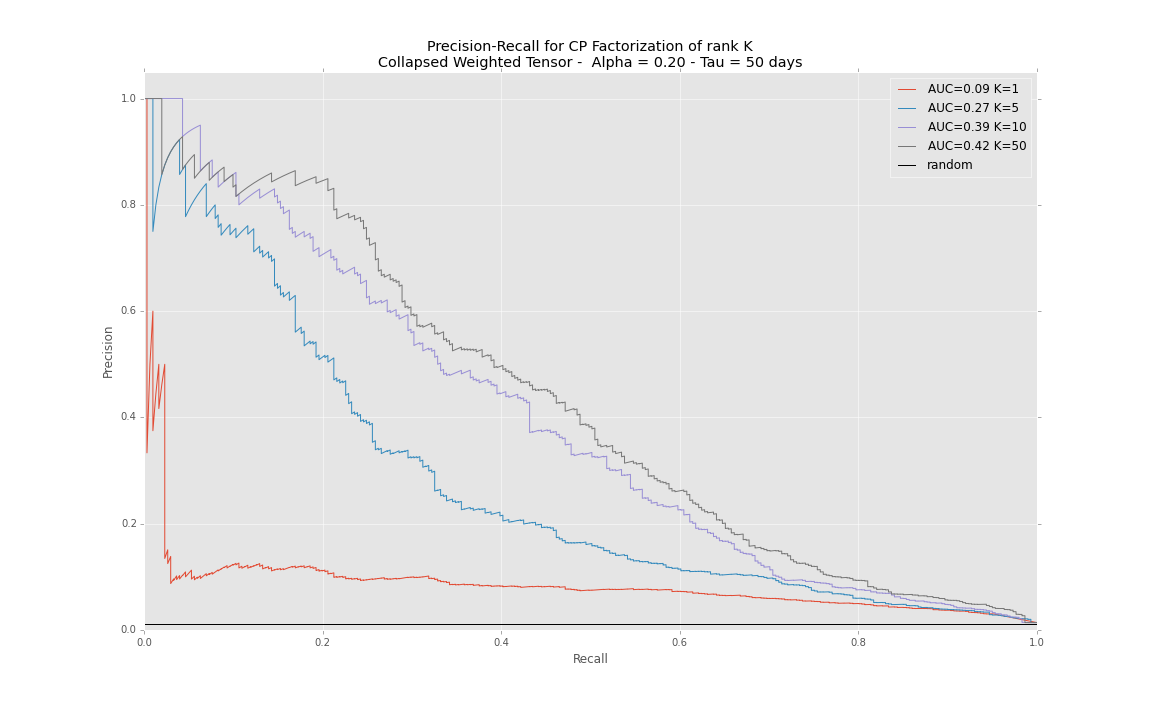 Precision-Recall for CP Factorization of rank K
Collapsed Weighted Tensor -  Alpha = 0.20 - Tau = 50 days
AUC=0.09 K=1
AUC=0.27 K=5
AUC=0.39 K=10
AUC=0.42 K=50
random
Precision
1.0
0.8
0.6
0.4
0.2
0.0
0.0 0.2 0.4 0.6 0.8 1.0
Recall